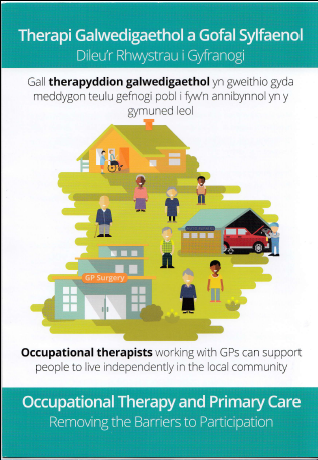 Therapi Galwedigaethol a Gofal Sylfaenol
Dileu'r Rhwystrau i Gyfranogi
Gall therapyddion galwedigaethol yn gweithio gyda
meddygon teulu gefnogi pobl i fyw'n annibynnol yn y
gymuned leol
GP Surgery
Occupational therapists working with GPs can support
people to live independently in the local community
Occupational Therapy and Primary Care
Removing the Barriers to Participation